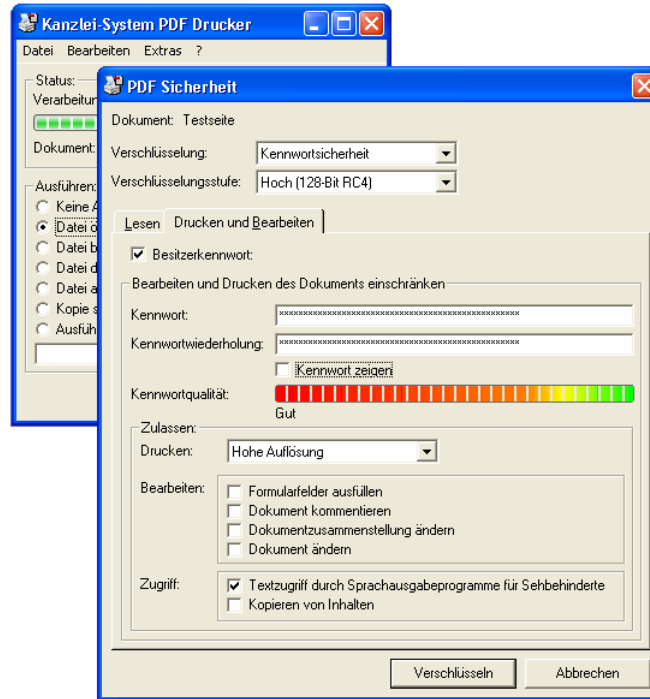 Kanzlei-System PDF Drucker
Datei Bearbeiten Extras ?
Status:
Dokument:
Ausführen:
Keine
Datei
Datei
Datei
Datei
Kopie
PDF Sicherheit
Dokument: Testseite
Verschlüsselung: Kennwortsicherheit
Verschlüsselungsstufe: Hoch (128-Bit RC4)
Lesen Drucken und Bearbeiten
Besitzerkennwort:
Bearbeiten und Drucken des Dokuments einschränken
Kennwort:
Kennwortwiederholung:
Kennwort zeigen
Kennwortqualität:
Gut
Zulassen:
Drucken: Hohe Auflösung
Bearbeiten: Formularfelder ausfüllen
Dokument kommentieren
Dokumentzusammenstellung ändern
Dokument ändern
Zugriff: Textzugriff durch Sprachausgabeprogramme für Sehbehinderte
Kopieren von Inhalten
Verschlüsseln Abbrechen